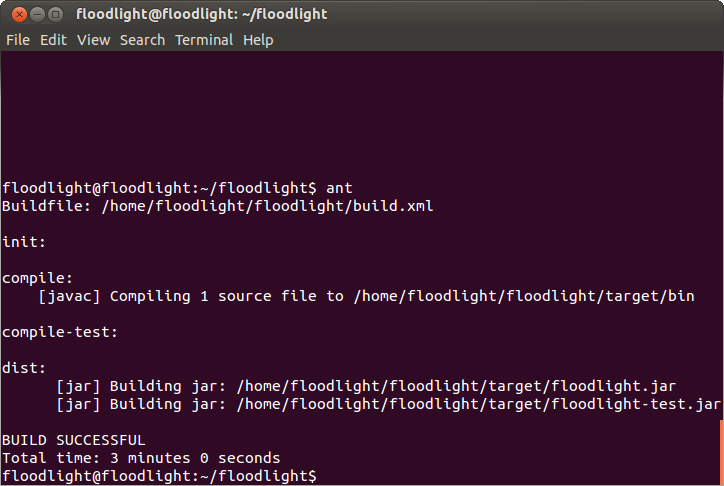 floodlight@floodlight: ~/floodlight
File Edit View Search Terminal Help
floodlight@floodlight:~/floodlight$ ant
Buildfile: /home/floodlight/floodlight/build.xml
init:
compile:
[javac] Compiling 1 source file to /home/floodlight/floodlight/target/bin
compile-test:
dist:
[jar] Building jar: /home/floodlight/floodlight/target/floodlight.jar
[jar] Building jar: /home/floodlight/floodlight/target/floodlight-test.jar
BUILD SUCCESSFUL
Total time: 3 minutes 0 seconds
floodlight@floodlight:~/floodlight$